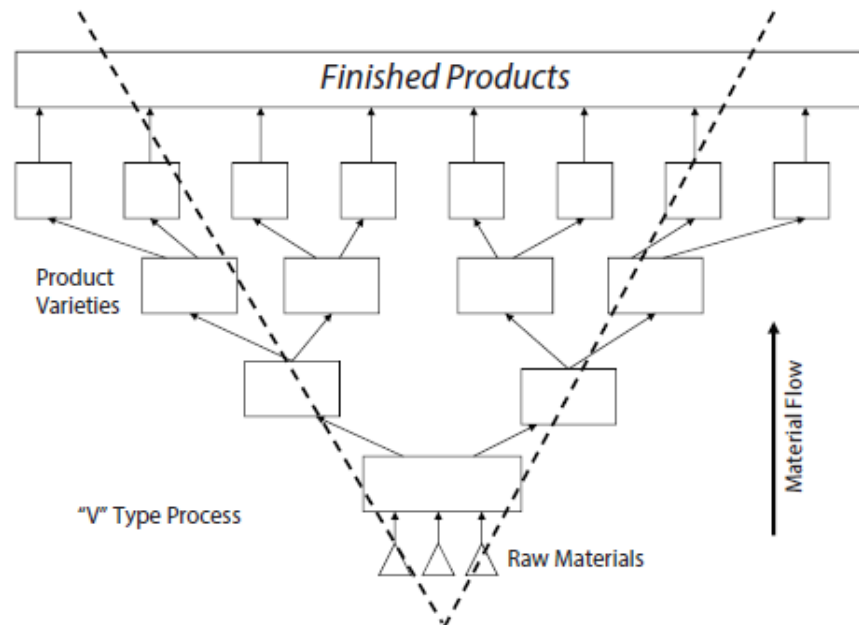 Finished Products
Product
Varieties
Material Flow
“V” Type Process
Raw Materials